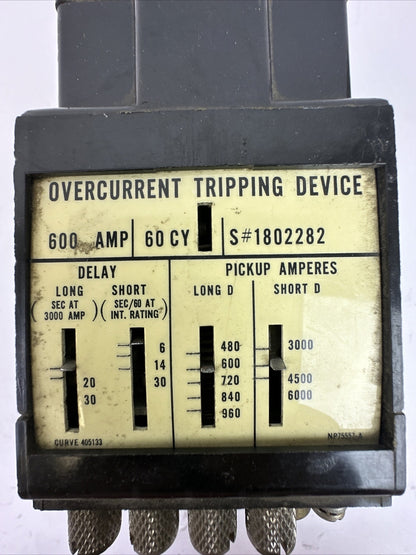 OVERCURRENT TRIPPING DEVICE
600 AMP 60 CY S#1802282
DELAY
LONG SHORT
(SEC AT 3000 AMP) (SEC/60 AT INT. RATING)
6
14
20 30
30
PICKUP AMPERES
LONG D SHORT D
480 3000
600
720 4500
840 6000
960
CURVE 405133 NP75557-A